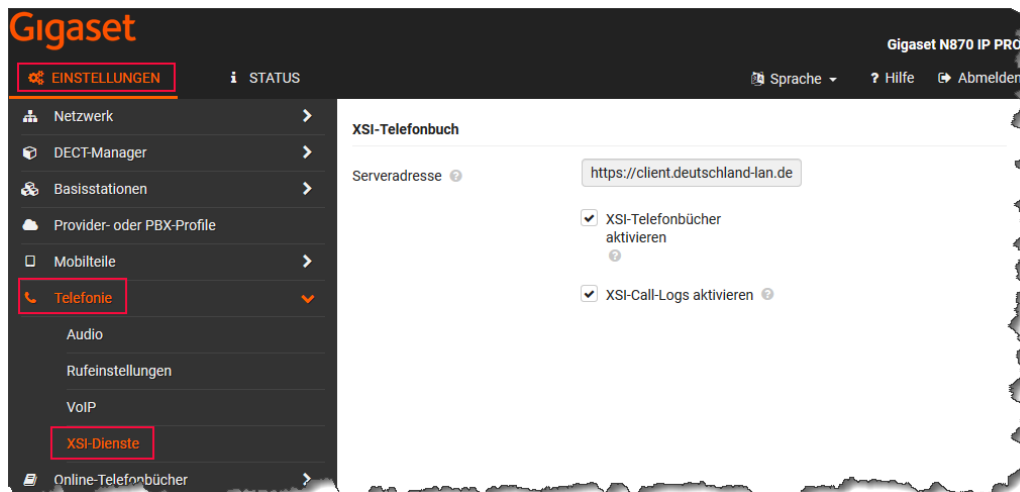 Gigaset
Gigaset N870 IP PRO
EINSTELLUNGEN
STATUS
Sprache
? Hilfe
Abmelden
Netzwerk
DECT-Manager
Basisstationen
Provider- oder PBX-Profile
Mobilteile
Telefonie
Audio
Rufeinstellungen
VoIP
XSI-Dienste
Online-Telefonbücher
XSI-Telefonbuch
Serveradresse
https://client.deutschland-lan.de
XSI-Telefonbücher
aktivieren
XSI-Call-Logs aktivieren